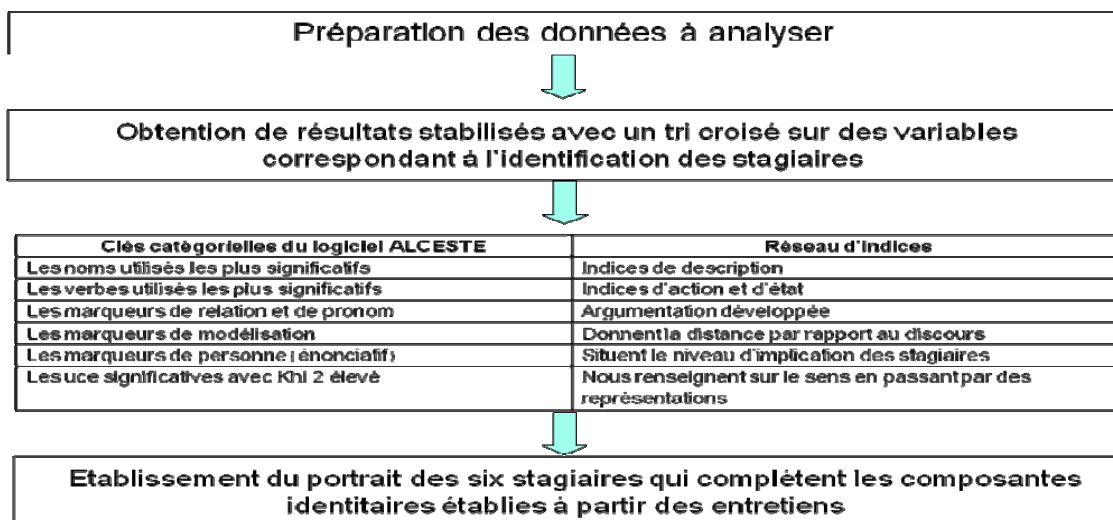 Préparation des données à analyser
Obtention de résultats stabilisés avec un tri croisé sur des variables
correspondant à l'identification des stagiaires
Clés catégorielles du logiciel ALCESTE
Réseau d'indices
Les noms utilisés les plus significatifs
Indices de description
Les verbes utilisés les plus significatifs
Indices d'action et d'état
Les marqueurs de relation et de pronom
Argumentation développée
Les marqueurs de modélisation
Donnent la distance par rapport au discours
Les marqueurs de personne (énonciatif)
Situent le niveau d'implication des stagiaires
Les uce significatives avec Khi 2 élevé
Nous renseignent sur le sens en passant par des
représentations
Etablissement du portrait des six stagiaires qui complètent les composantes
identitaires établies à partir des entretiens